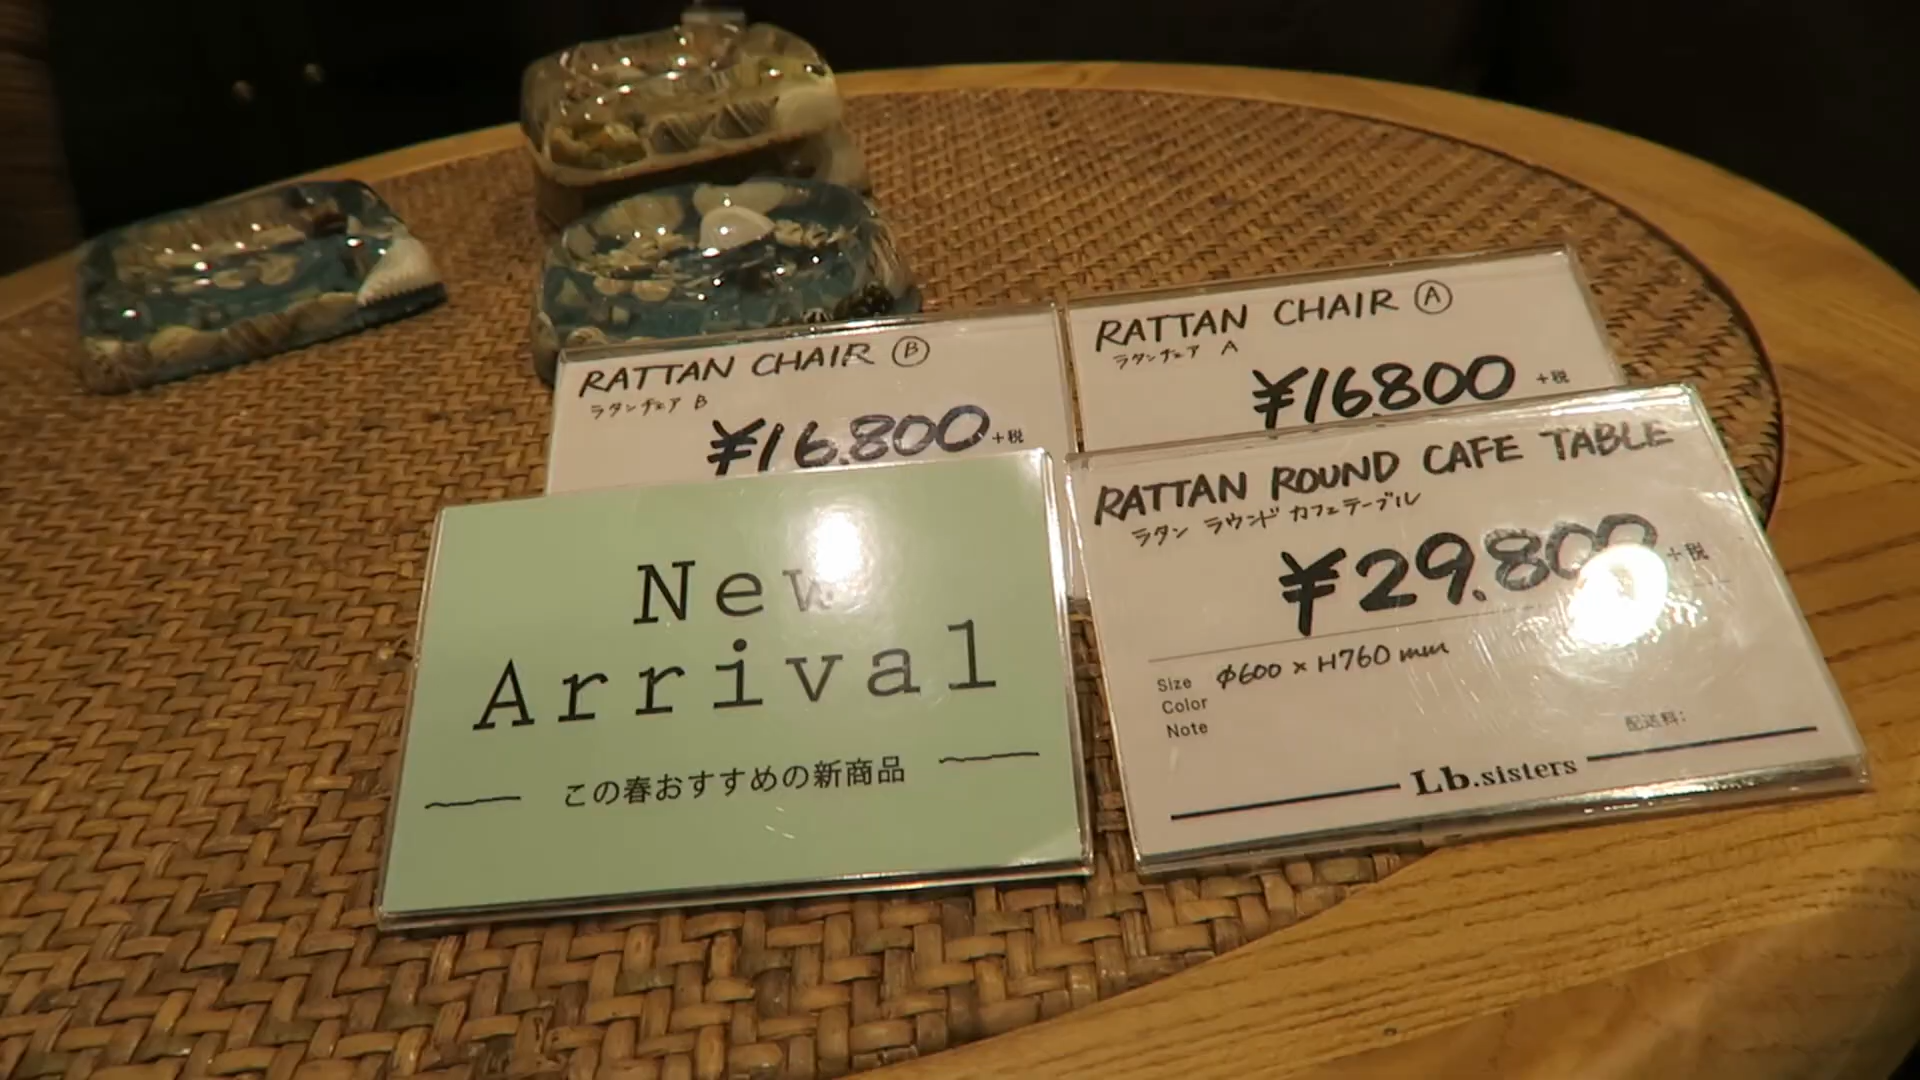 RATTAN CHAIR Ⓑ
ラタンチェア B
¥16.800 +税
RATTAN CHAIR Ⓐ
ラタンチェア A
¥16800 +税
New
Arrival
この春おすすめの新商品
RATTAN ROUND CAFE TABLE
ラタン ラウンド カフェテーブル
¥29.800 +税
Size φ600 × H760 mm
Color
Note
配送料:
Lb.sisters